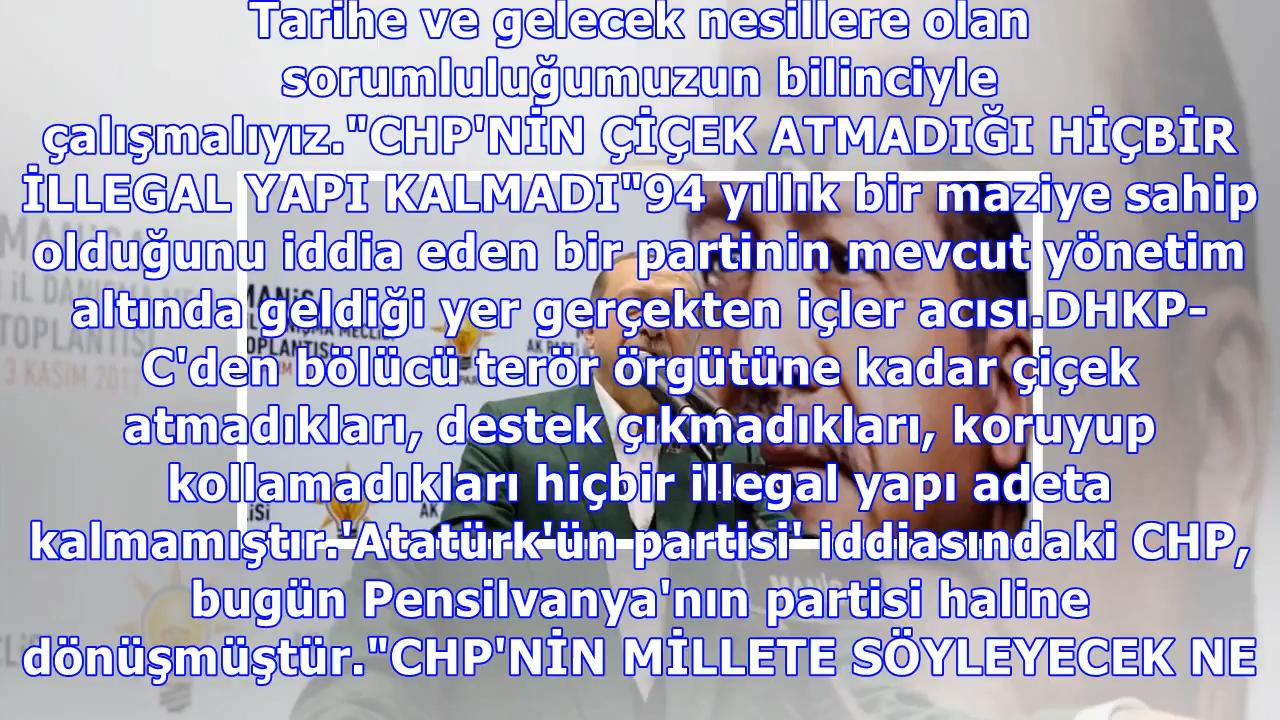 Tarihe ve gelecek nesillere olan
sorumluluğumuzun bilinciyle
çalışmalıyız."CHP'NİN ÇİÇEK ATMADIĞI HİÇBİR
İLLEGAL YAPI KALMADI"94 yıllık bir maziye sahip
olduğunu iddia eden bir partinin mevcut yönetim
altında geldiği yer gerçekten içler acısı.DHKP-
C'den bölücü terör örgütüne kadar çiçek
atmadıkları, destek çıkmadıkları, koruyup
kollamadıkları hiçbir illegal yapı adeta
kalmamıştır.'Atatürk'ün partisi' iddiasındaki CHP,
bugün Pensilvanya'nın partisi haline
dönüşmüştür."CHP'NİN MİLLETE SÖYLEYECEK NE